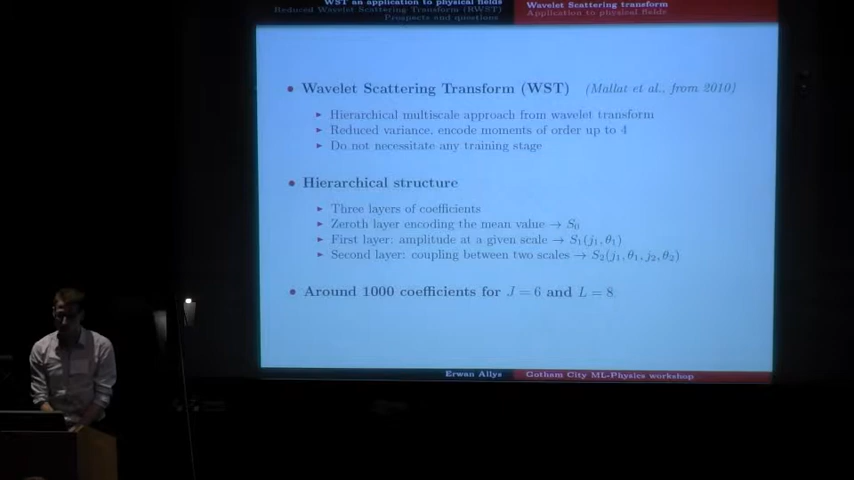 WST an application to physical fields
Reduced Wavelet Scattering Transform (RWST)
Prospects and questions
Wavelet Scattering transform
Application to physical fields
• Wavelet Scattering Transform (WST) (Mallat et al., from 2010)
▸ Hierarchical multiscale approach from wavelet transform
▸ Reduced variance, encode moments of order up to 4
▸ Do not necessitate any training stage
• Hierarchical structure
▸ Three layers of coefficients
▸ Zeroth layer encoding the mean value → S₀
▸ First layer: amplitude at a given scale → S₁(j₁, θ₁)
▸ Second layer: coupling between two scales → S₂(j₁, θ₁, j₂, θ₂)
• Around 1000 coefficients for J = 6 and L = 8
Erwan Allys
Gotham City ML-Physics workshop